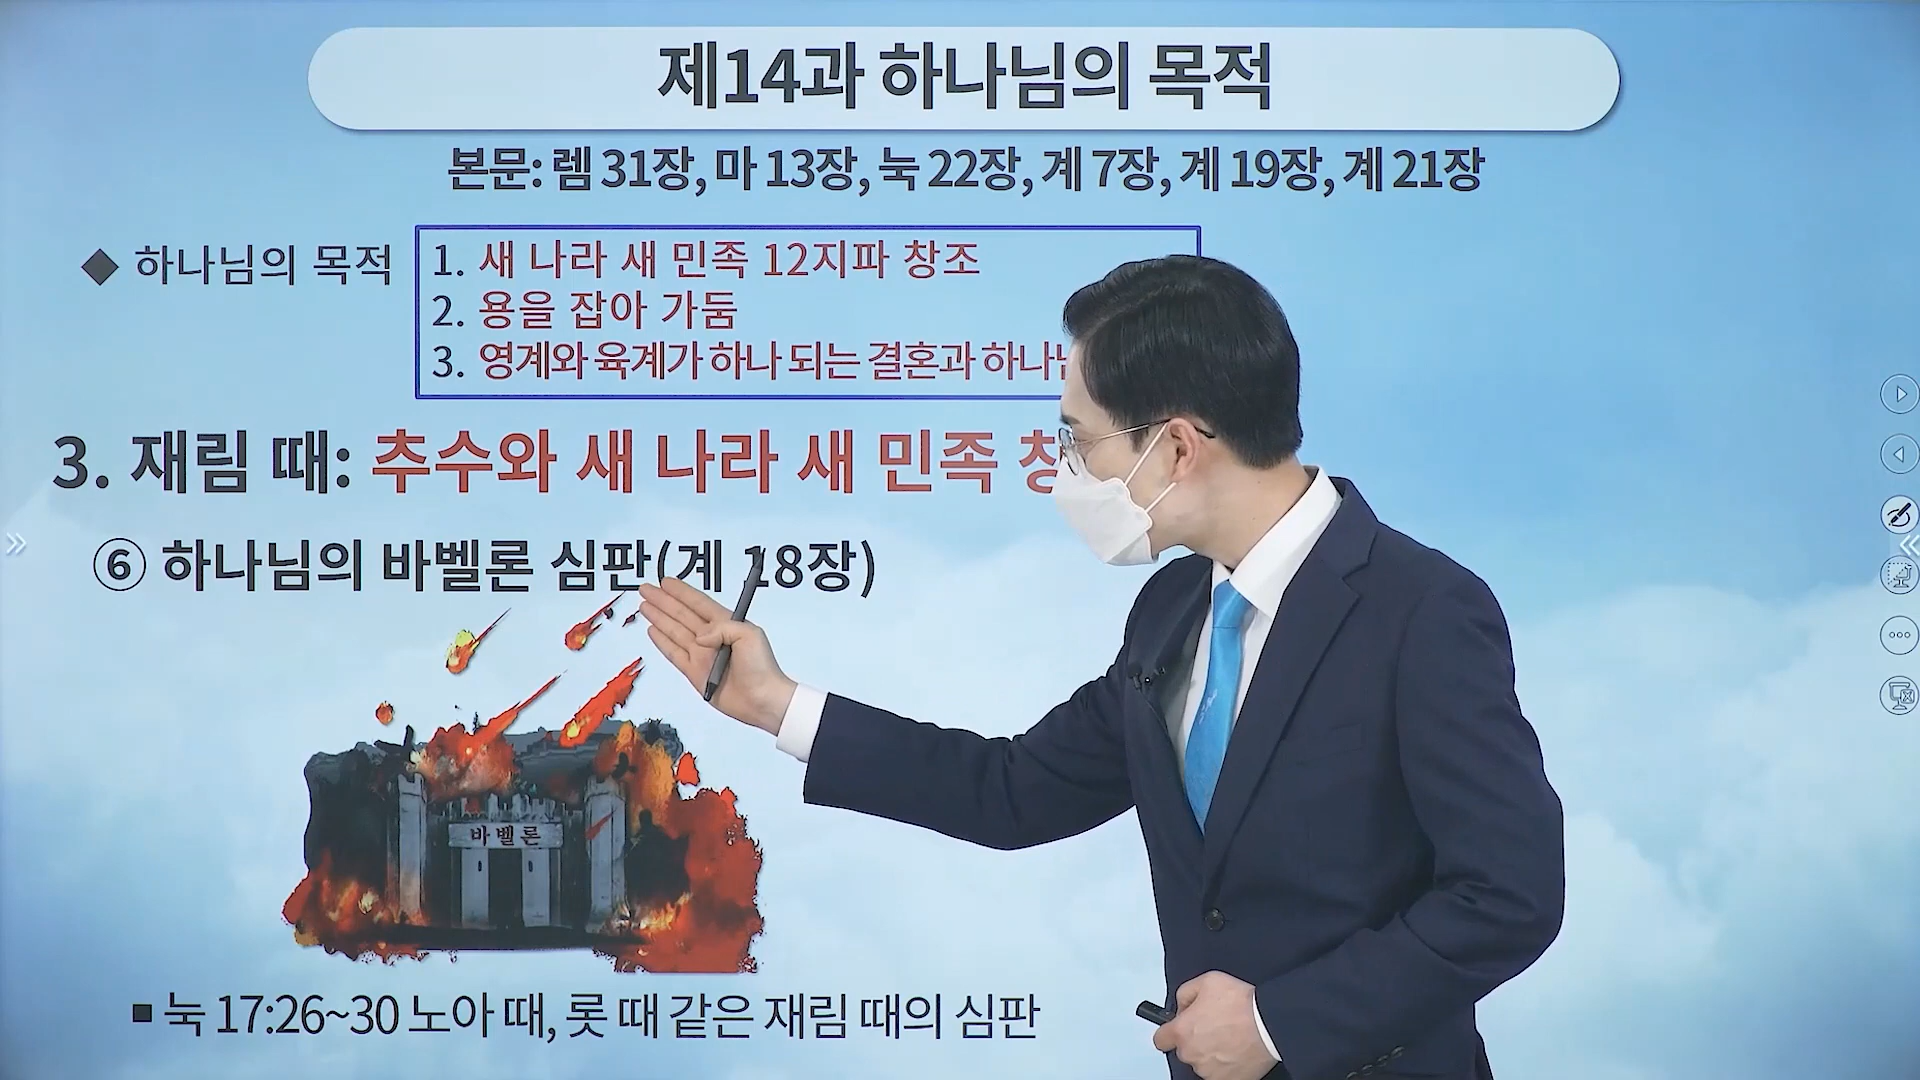 제14과 하나님의 목적
본문: 렘 31장, 마 13장, 눅 22장, 계 7장, 계 19장, 계 21장
◆ 하나님의 목적
1. 새 나라 새 민족 12지파 창조
2. 용을 잡아 가둠
3. 영계와 육계가 하나 되는 결혼과
3. 재림 때: 추수와 새 나라 새 민족
⑥ 하나님의 바벨론 심판(계 18장)
바벨론
■ 눅 17:26~30 노아 때, 롯 때 같은 재림 때의 심판